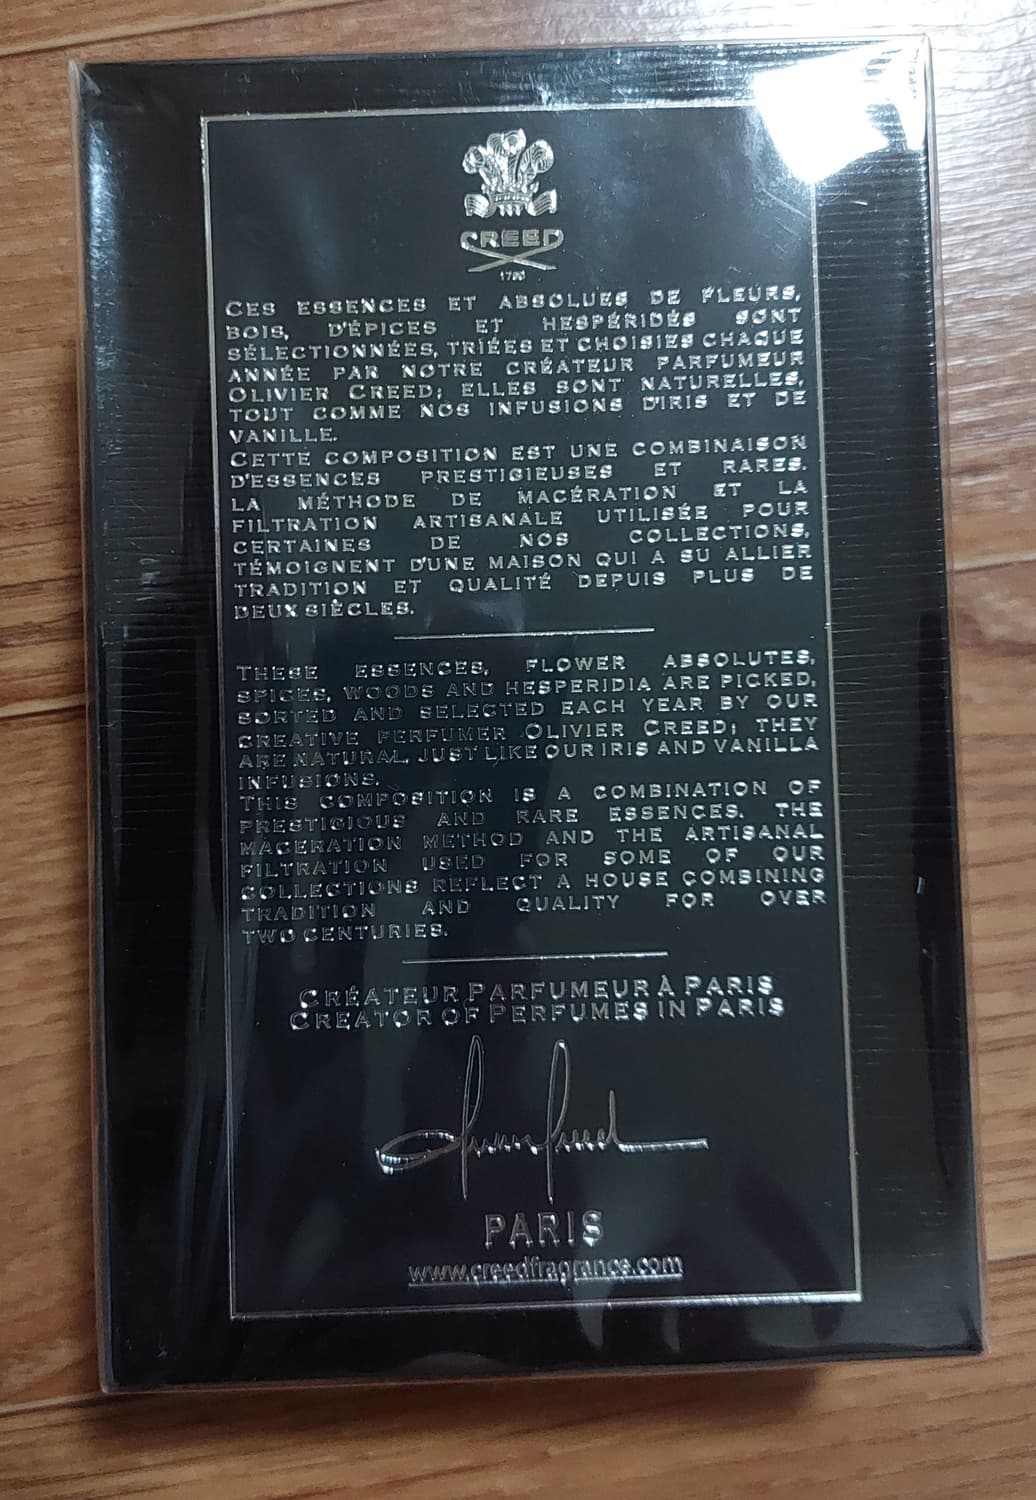 CREED
1760
CES ESSENCES ET ABSOLUES DE FLEURS,
BOIS, D'ÉPICES ET HESPÉRIDÉS SONT
SÉLECTIONNÉES, TRIÉES ET CHOISIES CHAQUE
ANNÉE PAR NOTRE CRÉATEUR PARFUMEUR
OLIVIER CREED; ELLES SONT NATURELLES,
TOUT COMME NOS INFUSIONS D'IRIS ET DE
VANILLE.
CETTE COMPOSITION EST UNE COMBINAISON
D'ESSENCES PRESTIGIEUSES ET RARES.
LA MÉTHODE DE MACÉRATION ET LA
FILTRATION ARTISANALE UTILISÉE POUR
CERTAINES DE NOS COLLECTIONS,
TÉMOIGNENT D'UNE MAISON QUI A SU ALLIER
TRADITION ET QUALITÉ DEPUIS PLUS DE
DEUX SIÈCLES.
THESE ESSENCES, FLOWER ABSOLUTES,
SPICES, WOODS AND HESPERIDIA ARE PICKED,
SORTED AND SELECTED EACH YEAR BY OUR
CREATIVE PERFUMER OLIVIER CREED; THEY
ARE NATURAL, JUST LIKE OUR IRIS AND VANILLA
INFUSIONS.
THIS COMPOSITION IS A COMBINATION OF
PRESTIGIOUS AND RARE ESSENCES. THE
MACERATION METHOD AND THE ARTISANAL
FILTRATION USED FOR SOME OF OUR
COLLECTIONS REFLECT A HOUSE COMBINING
TRADITION AND QUALITY FOR OVER
TWO CENTURIES.
CRÉATEUR PARFUMEUR À PARIS
CREATOR OF PERFUMES IN PARIS
PARIS
www.creedfragrance.com